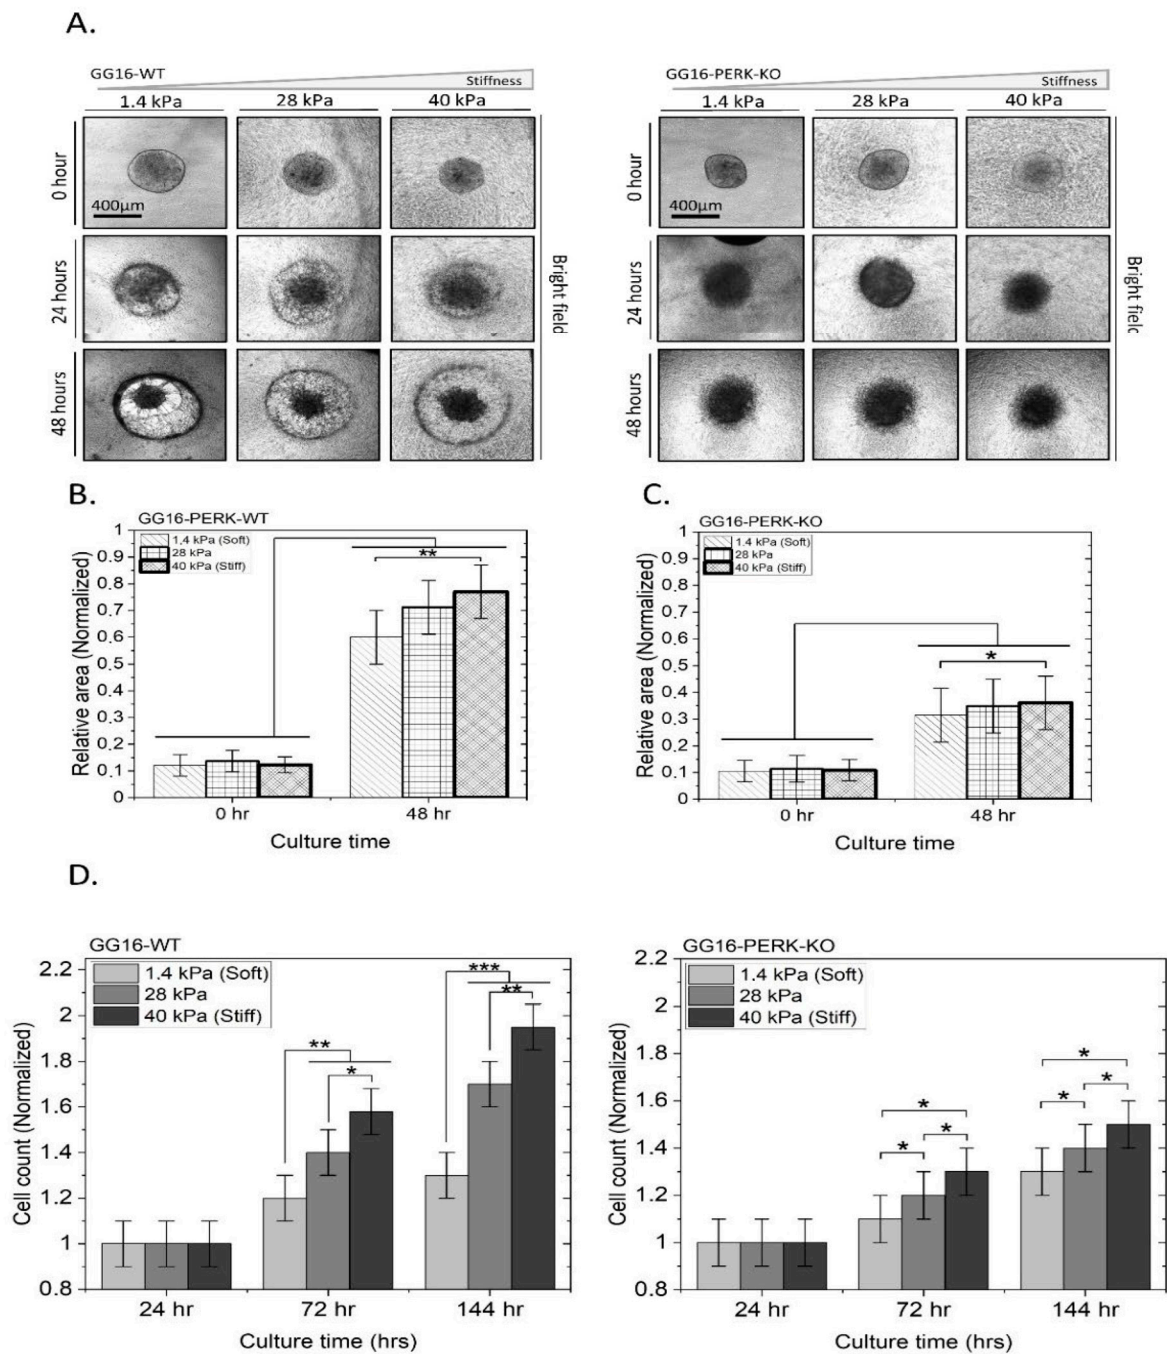 A.
GG16-WT
Stiffness
1.4 kPa 28 kPa 40 kPa
0 hour
400μm
24 hours
48 hours
Bright field
GG16-PERK-KO
Stiffness
1.4 kPa 28 kPa 40 kPa
0 hour
400μm
24 hours
48 hours
Bright field
B.
GG16-PERK-WT
1.4 kPa (Soft)
28 kPa
40 kPa (Stiff)
**
Relative area (Normalized)
1
0.9
0.8
0.7
0.6
0.5
0.4
0.3
0.2
0.1
0
0 hr 48 hr
Culture time
C.
GG16-PERK-KO
1.4 kPa (Soft)
28 kPa
40 kPa (Stiff)
*
Relative area (Normalized)
1
0.9
0.8
0.7
0.6
0.5
0.4
0.3
0.2
0.1
0
0 hr 48 hr
Culture time
D.
GG16-WT
1.4 kPa (Soft)
28 kPa
40 kPa (Stiff)
***
**
**
*
Cell count (Normalized)
2.2
2
1.8
1.6
1.4
1.2
1
0.8
24 hr 72 hr 144 hr
Culture time (hrs)
GG16-PERK-KO
1.4 kPa (Soft)
28 kPa
40 kPa (Stiff)
*
*
*
*
*
*
Cell count (Normalized)
2.2
2
1.8
1.6
1.4
1.2
1
0.8
24 hr 72 hr 144 hr
Culture time (hrs)